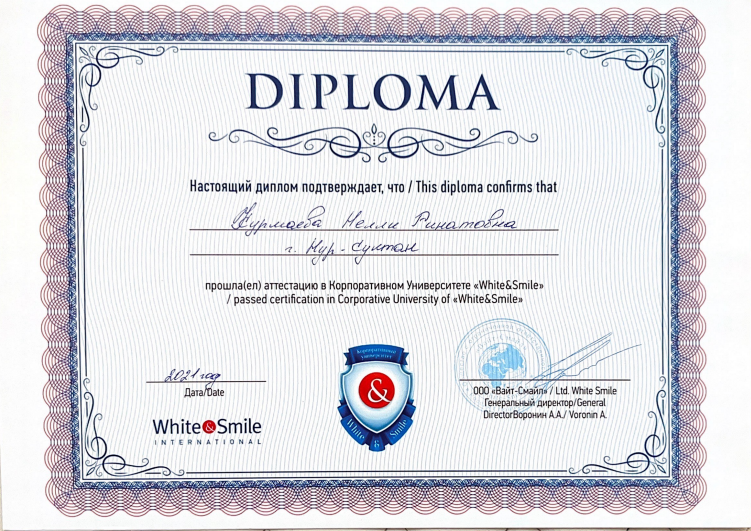 DIPLOMA
Настоящий диплом подтверждает, что / This diploma confirms that
Нелли Ринатовна
г. Нур-Султан
прошла(ел) аттестацию в Корпоративном Университете «White&Smile»
/ passed certification in Corporative University of «White&Smile»
2021 год
Дата/Date
White&Smile
INTERNATIONAL
Корпоративный
университет
&
White & Smile
ООО «Вайт-Смайл» / Ltd. White Smile
Генеральный директор/General
DirectorВоронин А.А./ Voronin A.